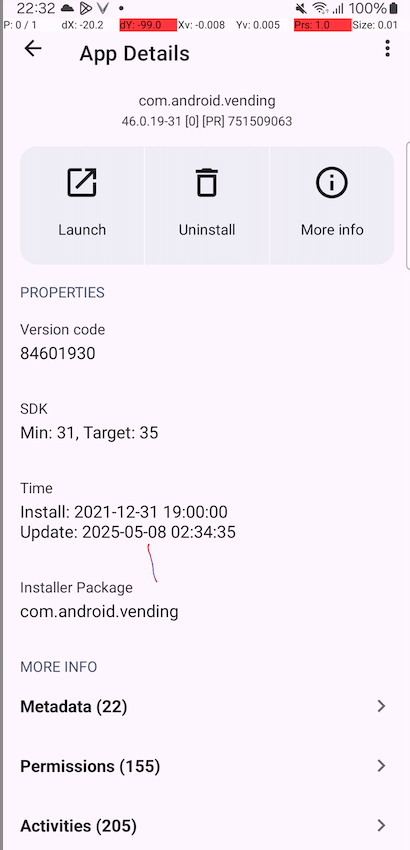 22:32 100%
P: 0 / 1 dX: -20.2 dY: -99.0 Xv: -0.008 Yv: 0.005 Prs: 1.0 Size: 0.01
App Details
com.android.vending
46.0.19-31 [0] [PR] 751509063
Launch Uninstall More info
PROPERTIES
Version code
84601930
SDK
Min: 31, Target: 35
Time
Install: 2021-12-31 19:00:00
Update: 2025-05-08 02:34:35
Installer Package
com.android.vending
MORE INFO
Metadata (22)
Permissions (155)
Activities (205)